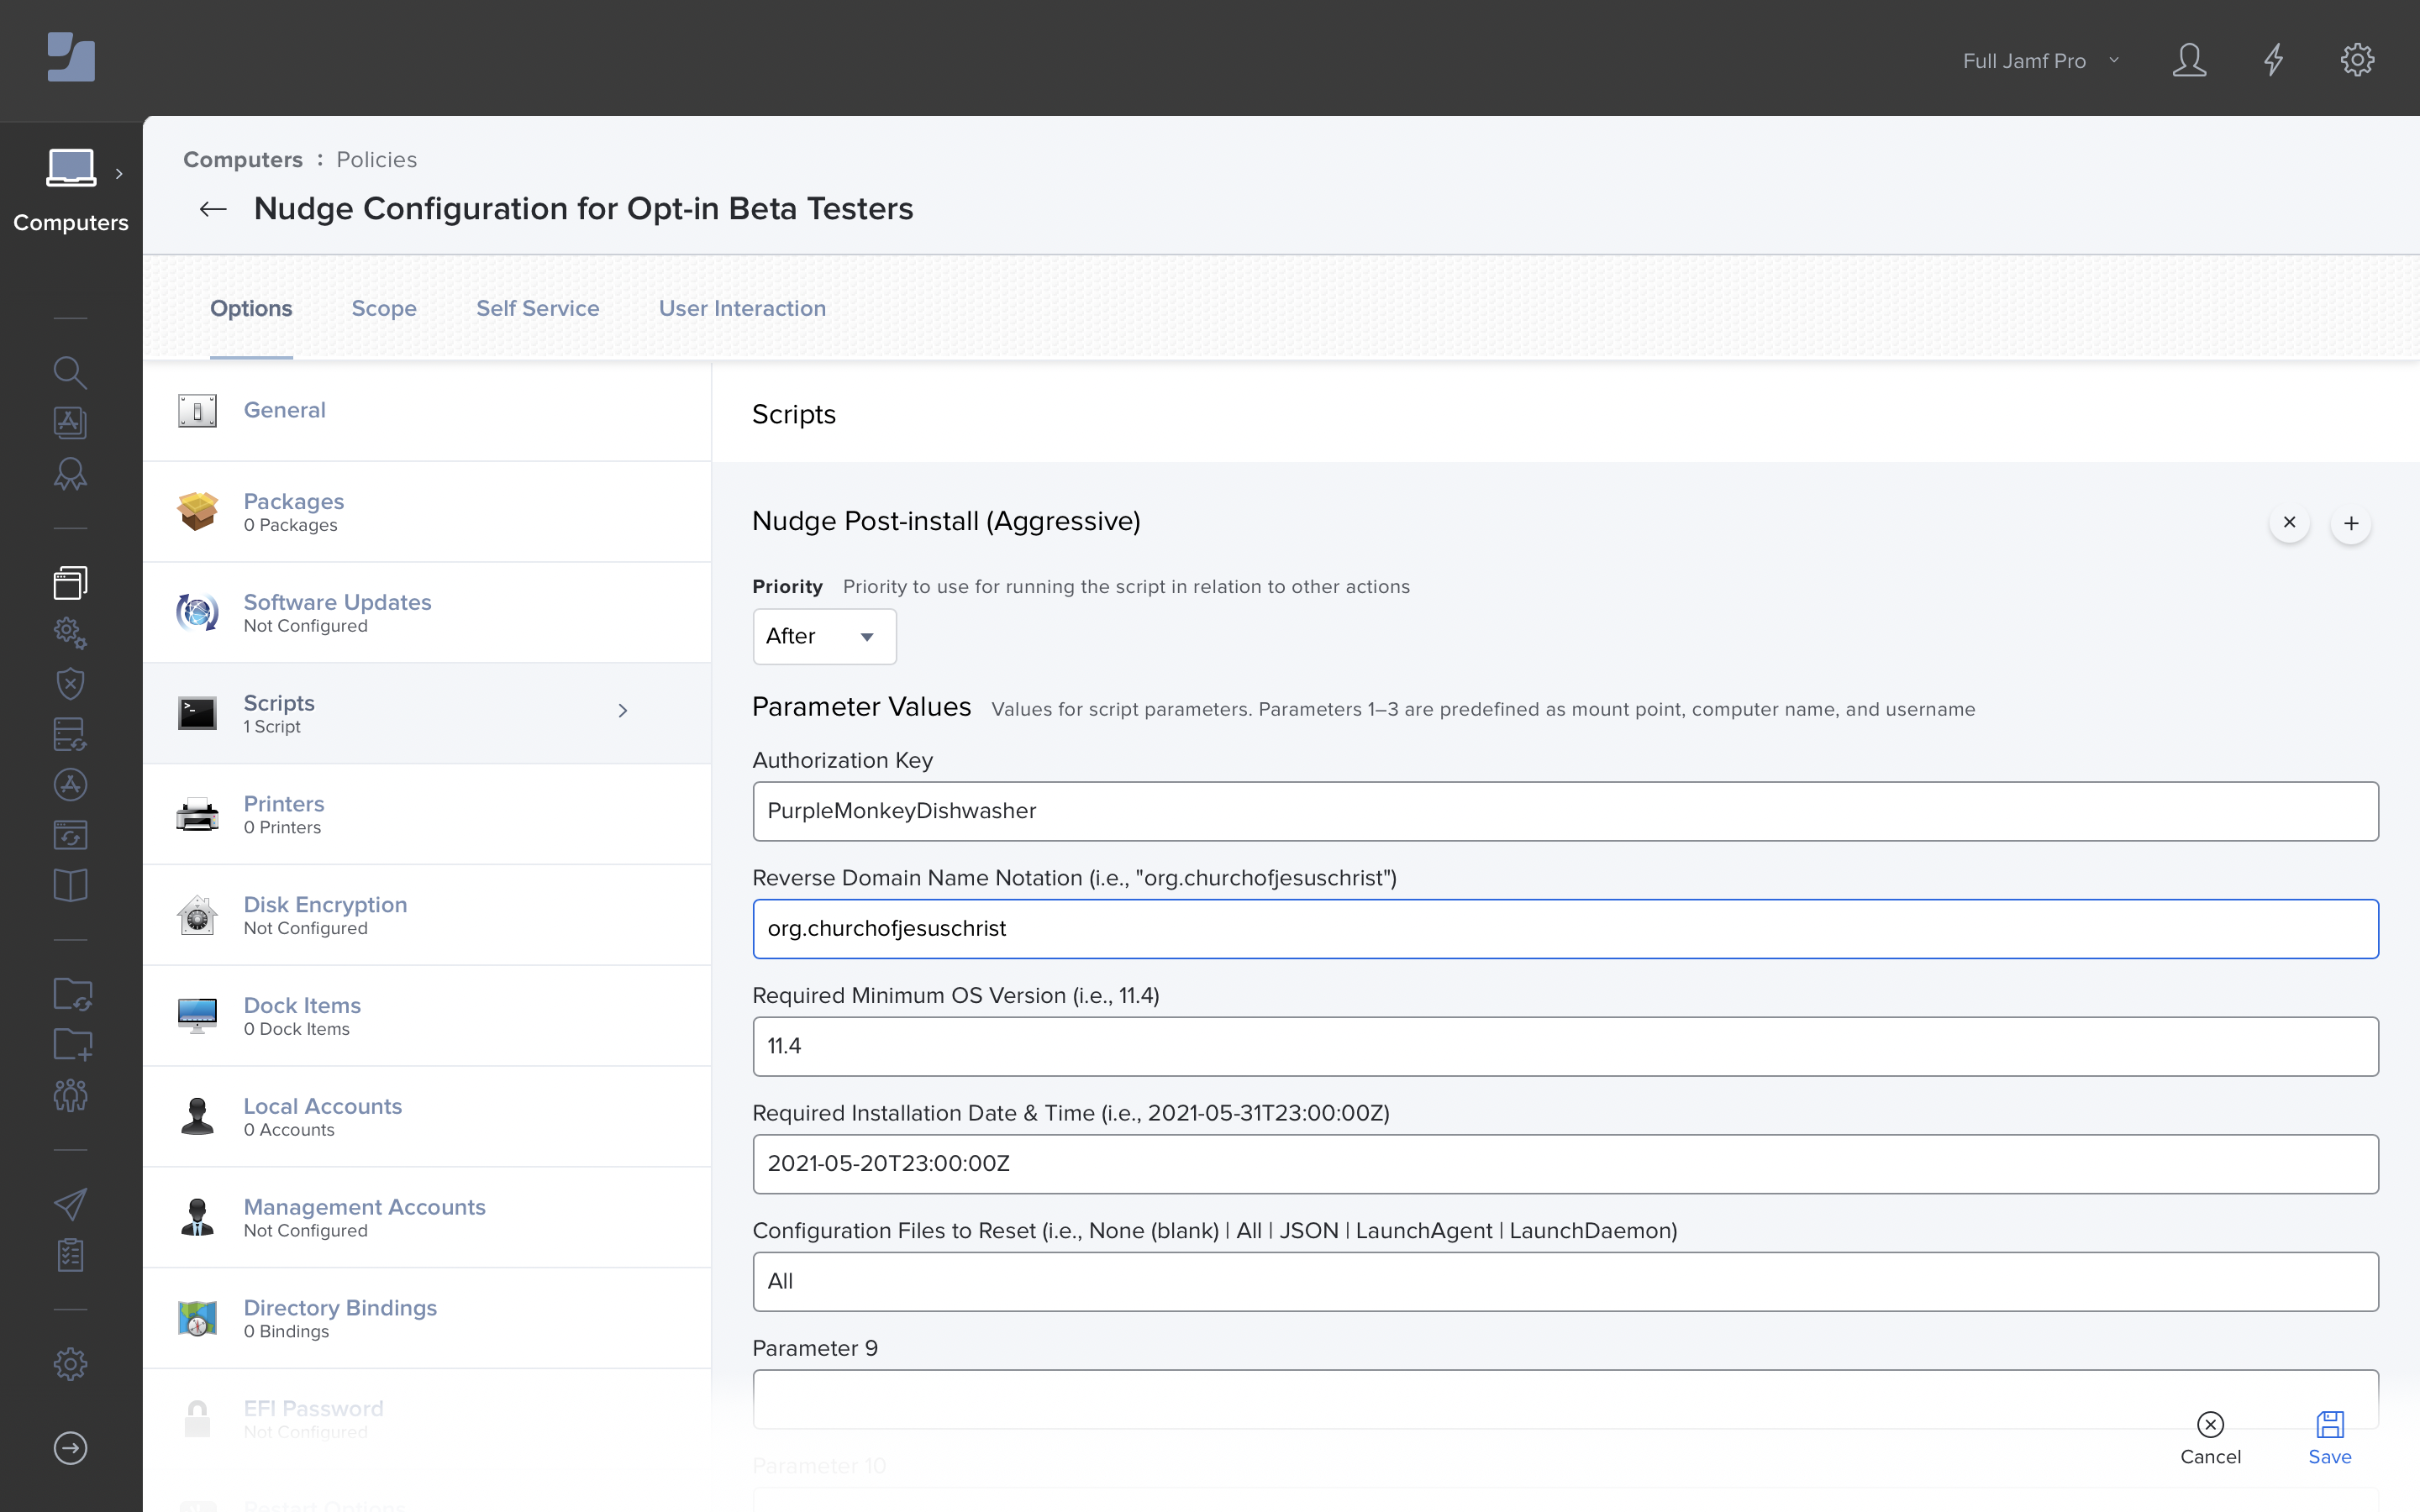 Full Jamf Pro
Computers
Computers : Policies
Nudge Configuration for Opt-in Beta Testers
Options
Scope
Self Service
User Interaction
General
Packages
0 Packages
Software Updates
Not Configured
Scripts
1 Script
Printers
0 Printers
Disk Encryption
Not Configured
Dock Items
0 Dock Items
Local Accounts
0 Accounts
Management Accounts
Not Configured
Directory Bindings
0 Bindings
EFI Password
Not Configured
Restart Options
Scripts
Nudge Post-install (Aggressive)
Priority Priority to use for running the script in relation to other actions
After
Parameter Values Values for script parameters. Parameters 1–3 are predefined as mount point, computer name, and username
Authorization Key
PurpleMonkeyDishwasher
Reverse Domain Name Notation (i.e., "org.churchofjesuschrist")
org.churchofjesuschrist
Required Minimum OS Version (i.e., 11.4)
11.4
Required Installation Date & Time (i.e., 2021-05-31T23:00:00Z)
2021-05-20T23:00:00Z
Configuration Files to Reset (i.e., None (blank) | All | JSON | LaunchAgent | LaunchDaemon)
All
Parameter 9
Parameter 10
Cancel
Save